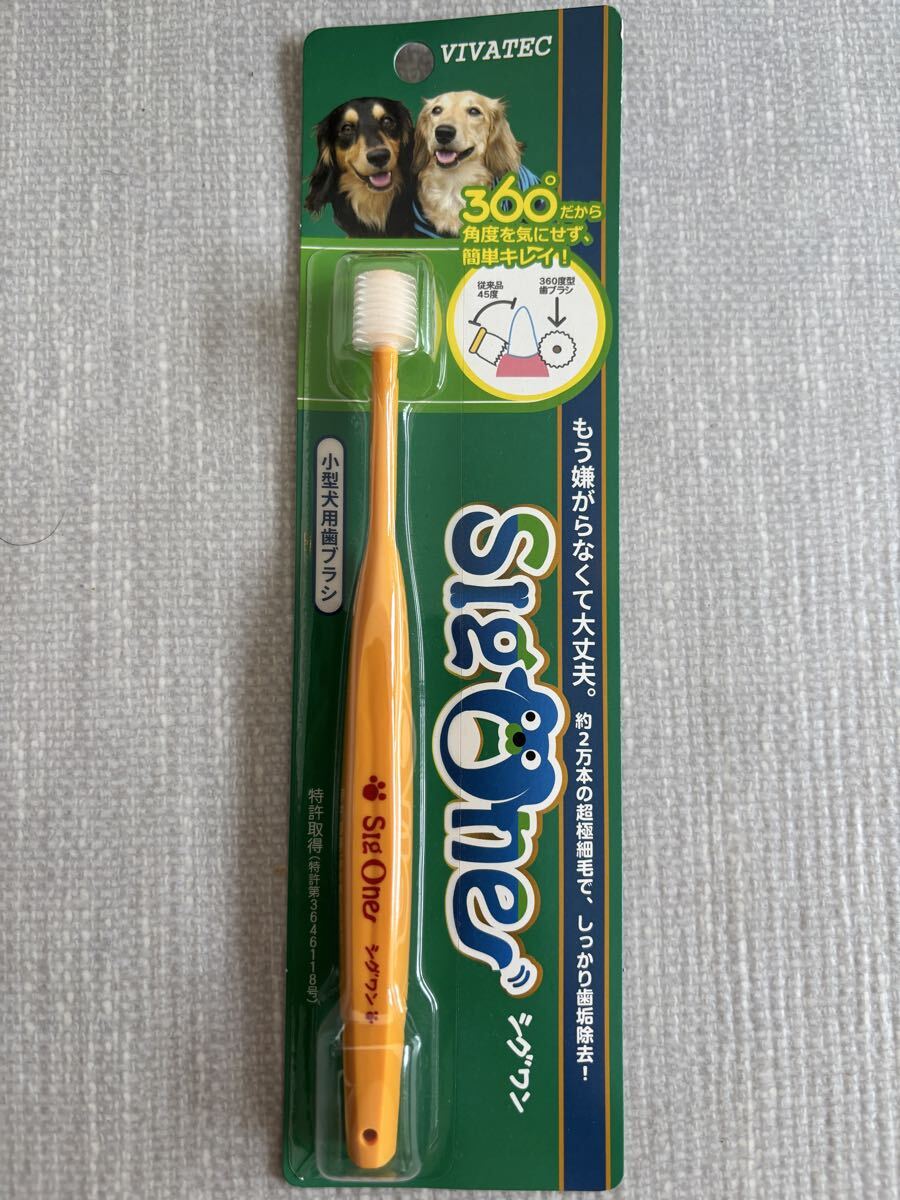 VIVATEC
360°だから
角度を気にせず、
簡単キレイ!
従来品
45度
360度型
歯ブラシ
もう嫌がらなくて大丈夫。約2万本の超極細毛で、しっかり歯垢除去!
SIgOner
シグワン
小型犬用歯ブラシ
特許取得(特許第3646118号)
SIgOner シグワン